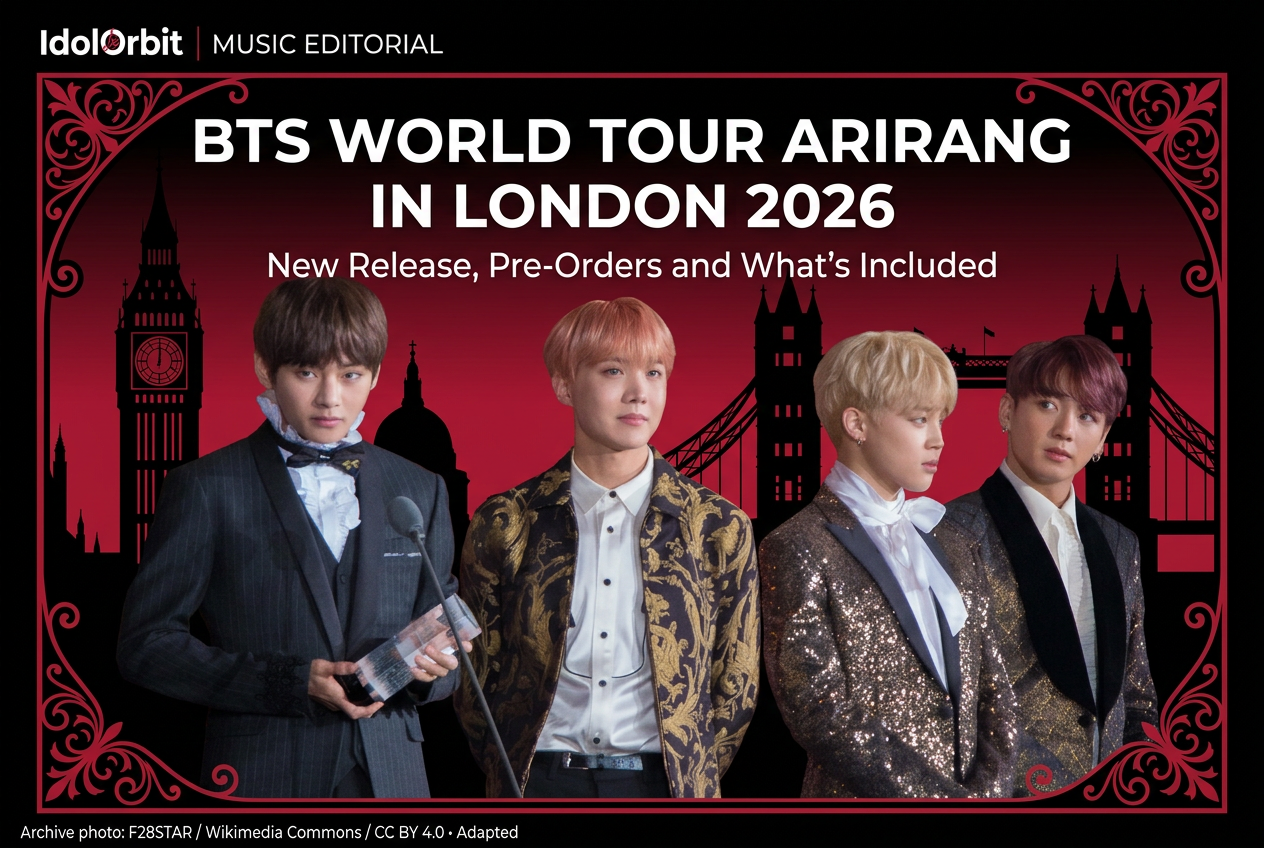 IdolOrbit | MUSIC EDITORIAL
BTS WORLD TOUR ARIRANG
IN LONDON 2026
New Release, Pre-Orders and What’s Included
Archive photo: F28STAR / Wikimedia Commons / CC BY 4.0 • Adapted